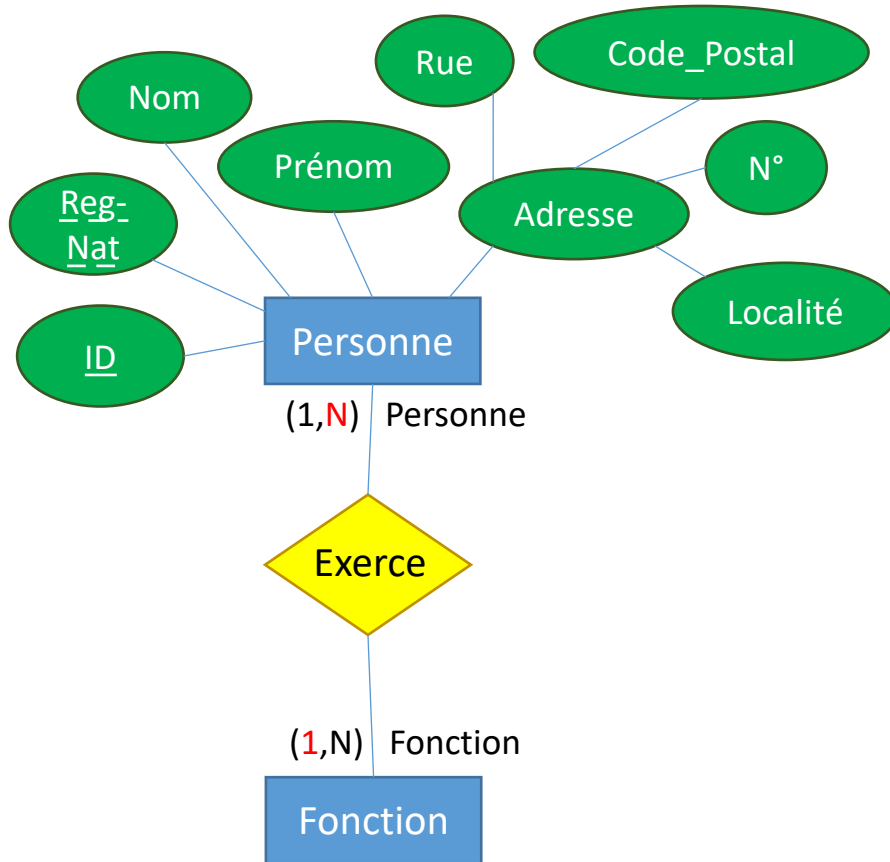 Rue
Code_Postal
Nom
Prénom
N°
Reg-
Nat
Adresse
Localité
ID
Personne
(1,N) Personne
Exerce
(1,N) Fonction
Fonction